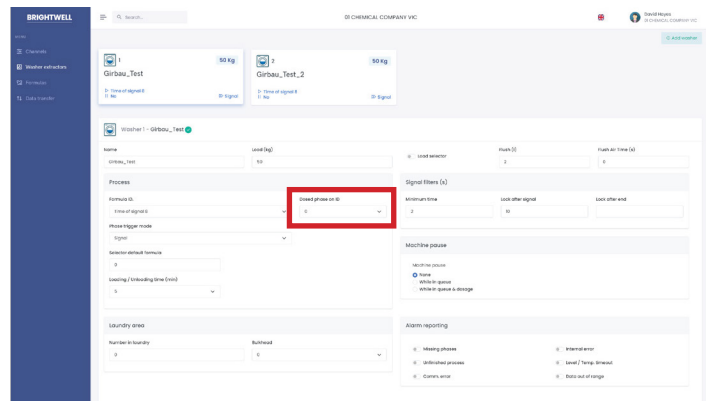 BRIGHTWELL
Search...
D1 CHEMICAL COMPANY VIC
David Hayes
D1 CHEMICAL COMPANY VIC
Add washer
MENU
Channels
Washer extractors
Formulas
Data transfer
1
50 Kg
Girbau_Test
Time of signal 8
No
Signal
2
50 Kg
Girbau_Test_2
Time of signal 8
No
Signal
Washer 1 - Girbau_Test
Name
Load (kg)
Load selector
Flush (l)
Flush Air Time (s)
Girbau_Test
50
2
0
Process
Signal filters (s)
Formula ID.
Dosed phase on ID
Minimum time
Lock after signal
Lock after end
Time of signal 8
0
2
10
Phase trigger mode
Signal
Machine pause
Selector default formula
0
Machine pause
None
While in queue
While in queue & dosage
Loading / Unloading time (min)
5
Laundry area
Alarm reporting
Number in laundry
Bulkhead
0
0
Missing phases
Internal error
Unfinished process
Level / Temp. timeout
Comms error
Data out of range